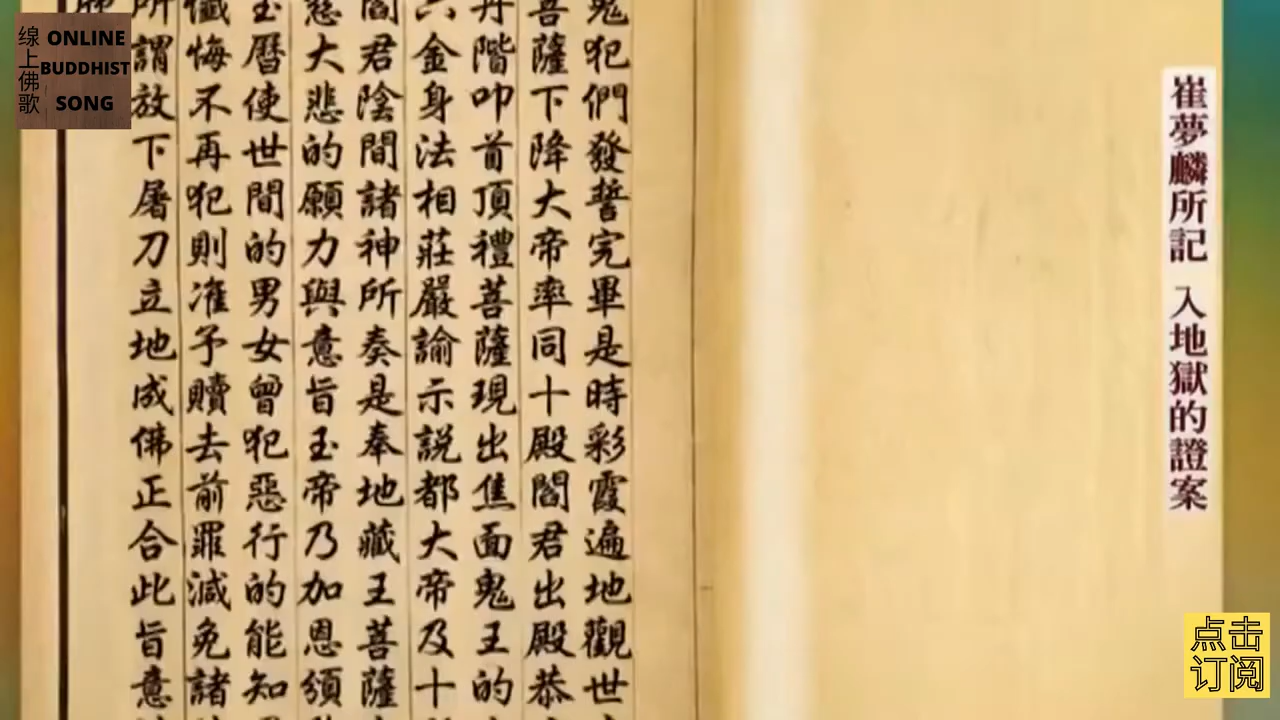 线上佛歌
ONLINE
BUDDHIST
SONG
崔夢麟所記 入地獄的證案
鬼犯們發誓完畢是時彩霞遍地觀世
菩薩下降大帝率同十殿閻君出殿恭
丹階叩首頂禮菩薩現出焦面鬼王的
六金身法相莊嚴諭示説都大帝及十
閻君陰間諸神所奏是奉地藏王菩薩
慈大悲的願力與意旨玉帝乃加恩頒
玉曆使世間的男女曾犯惡行的能知
懺悔不再犯則准予贖去前罪減免諸
所謂放下屠刀立地成佛正合此旨意
点击
订阅